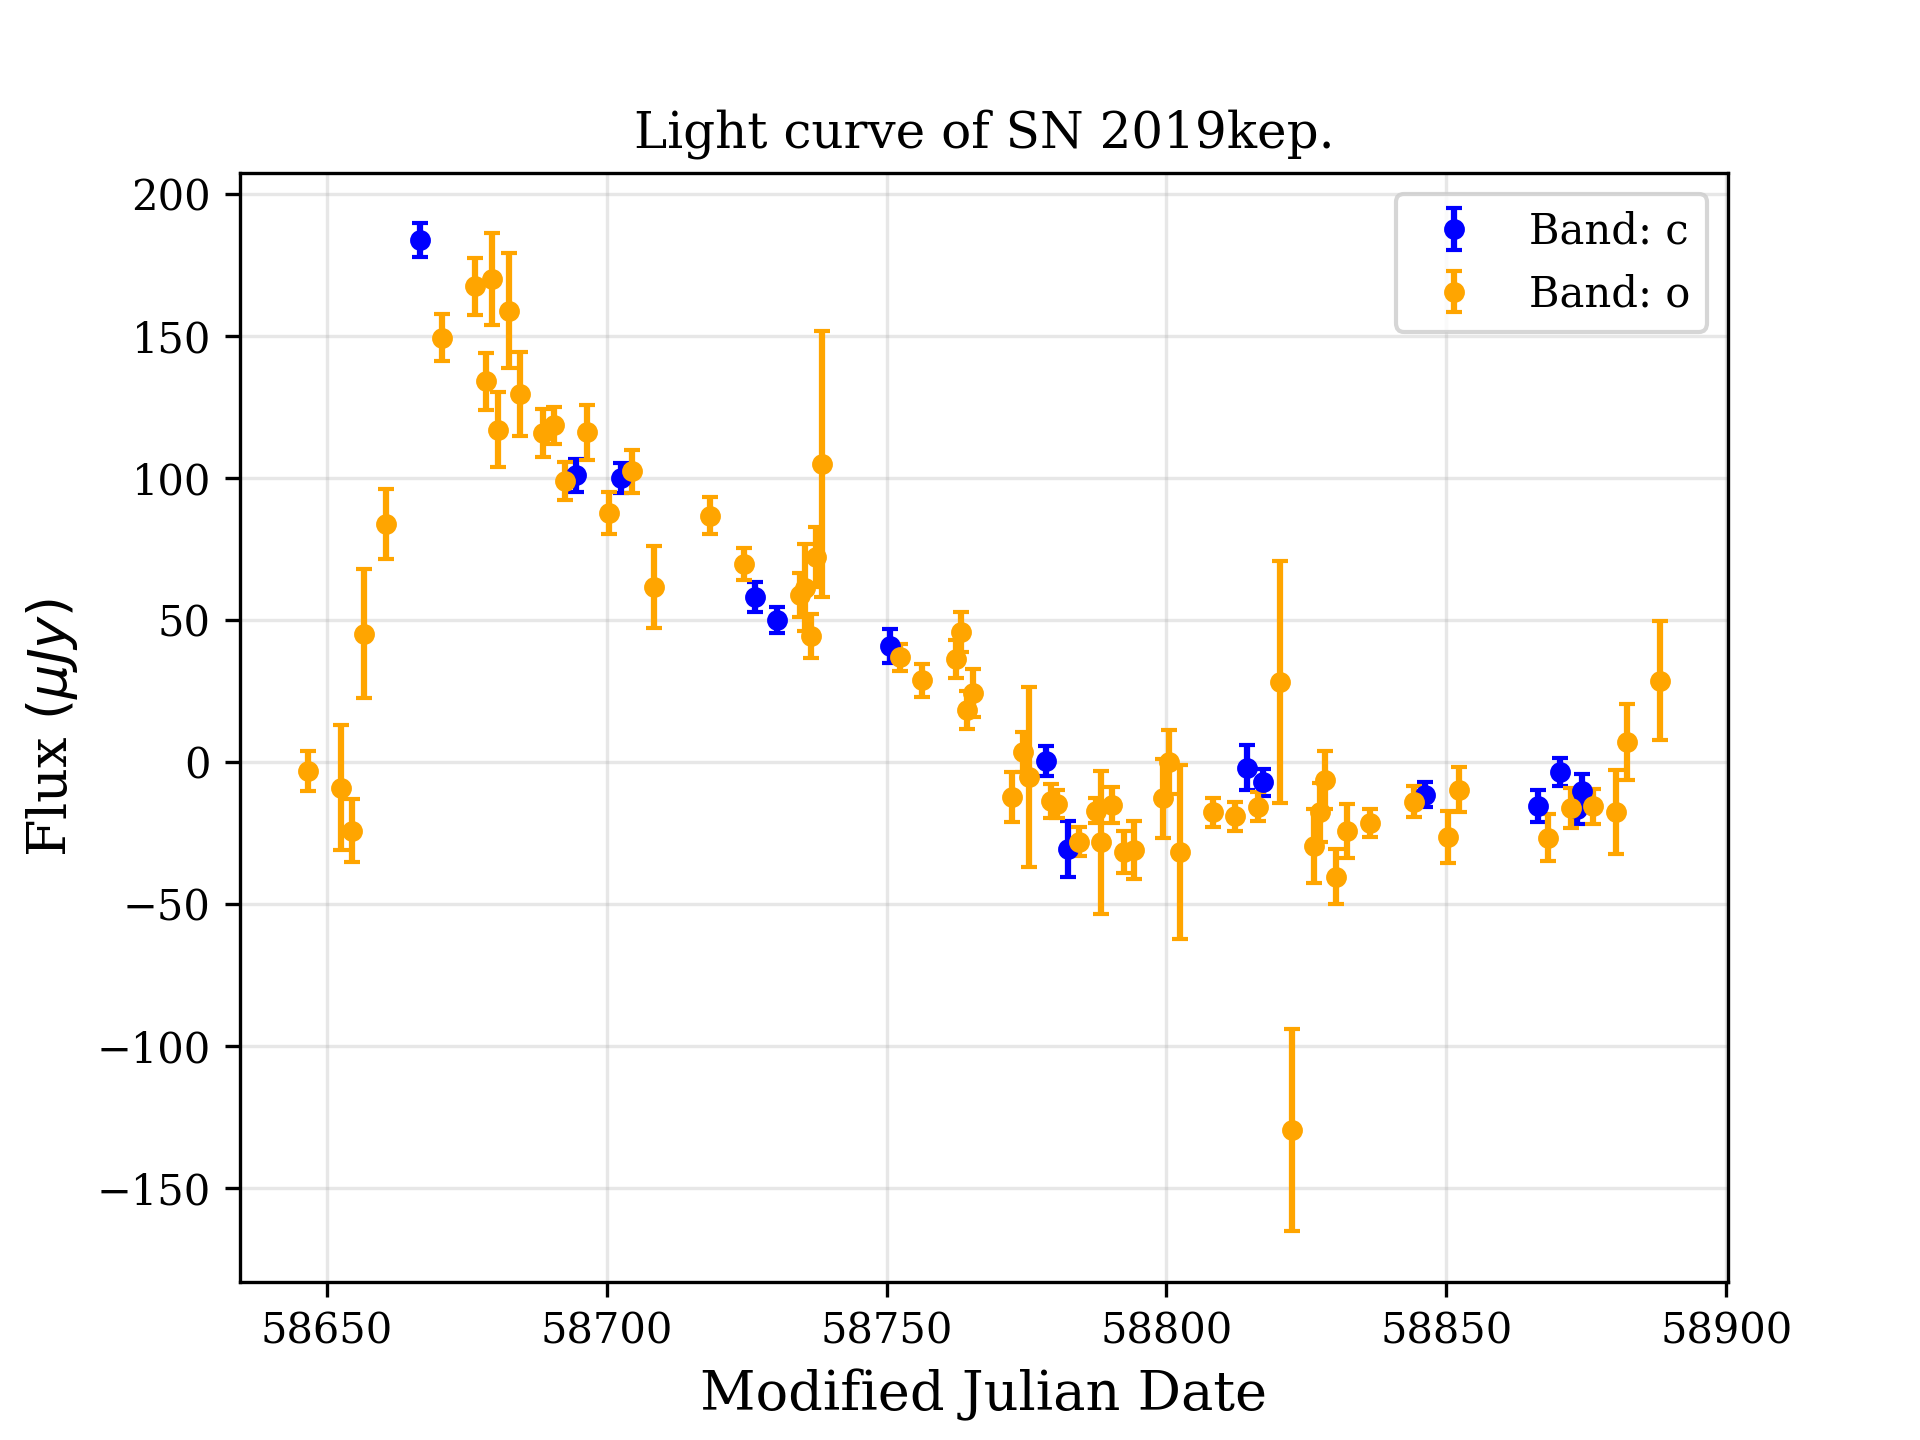 Light curve of SN 2019kep.
200
150
100
50
0
−50
−100
−150
Flux (μJy)
Band: c
Band: o
58650 58700 58750 58800 58850 58900
Modified Julian Date